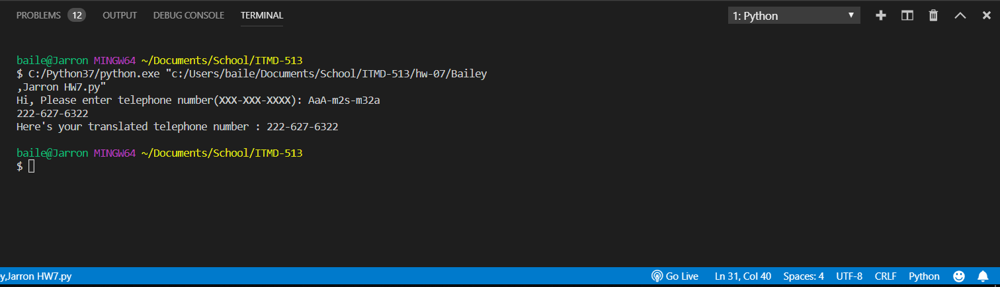 PROBLEMS 12 OUTPUT DEBUG CONSOLE TERMINAL 1: Python
baile@Jarron MINGW64 ~/Documents/School/ITMD-513
$ C:/Python37/python.exe "c:/Users/baile/Documents/School/ITMD-513/hw-07/Bailey
,Jarron HW7.py"
Hi, Please enter telephone number(XXX-XXX-XXXX): AaA-m2s-m32a
222-627-6322
Here's your translated telephone number : 222-627-6322
baile@Jarron MINGW64 ~/Documents/School/ITMD-513
$
y,Jarron HW7.py Go Live Ln 31, Col 40 Spaces: 4 UTF-8 CRLF Python